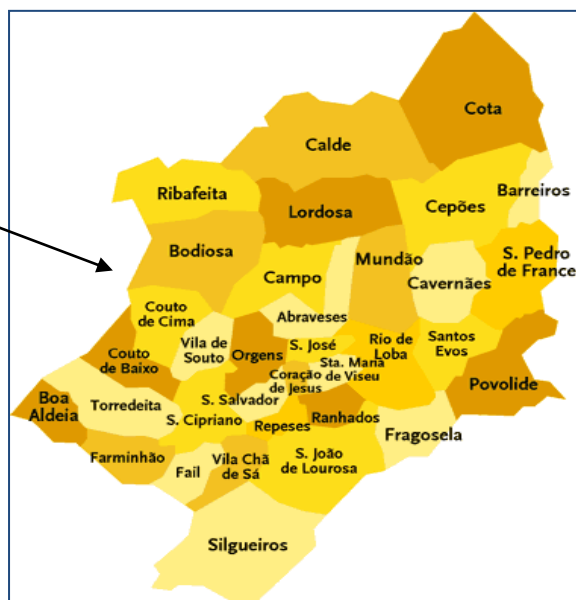 Cota
Calde
Ribafeita
Barreiros
Lordosa
Cepões
Bodiosa
Mundão
S. Pedro
de France
Campo
Cavernães
Couto
de Cima
Abraveses
Vila de
Souto
Orgens
S. José
Rio de
Loba
Santos
Evos
Couto
de Baixo
Sta. Maria
de Viseu
Coração
de Jesus
Povolide
Boa
Aldeia
Torredeita
S. Salvador
S. Cipriano
Repeses
Ranhados
Fragosela
Farminhão
Fail
Vila Chã
de Sá
S. João
de Lourosa
Silgueiros